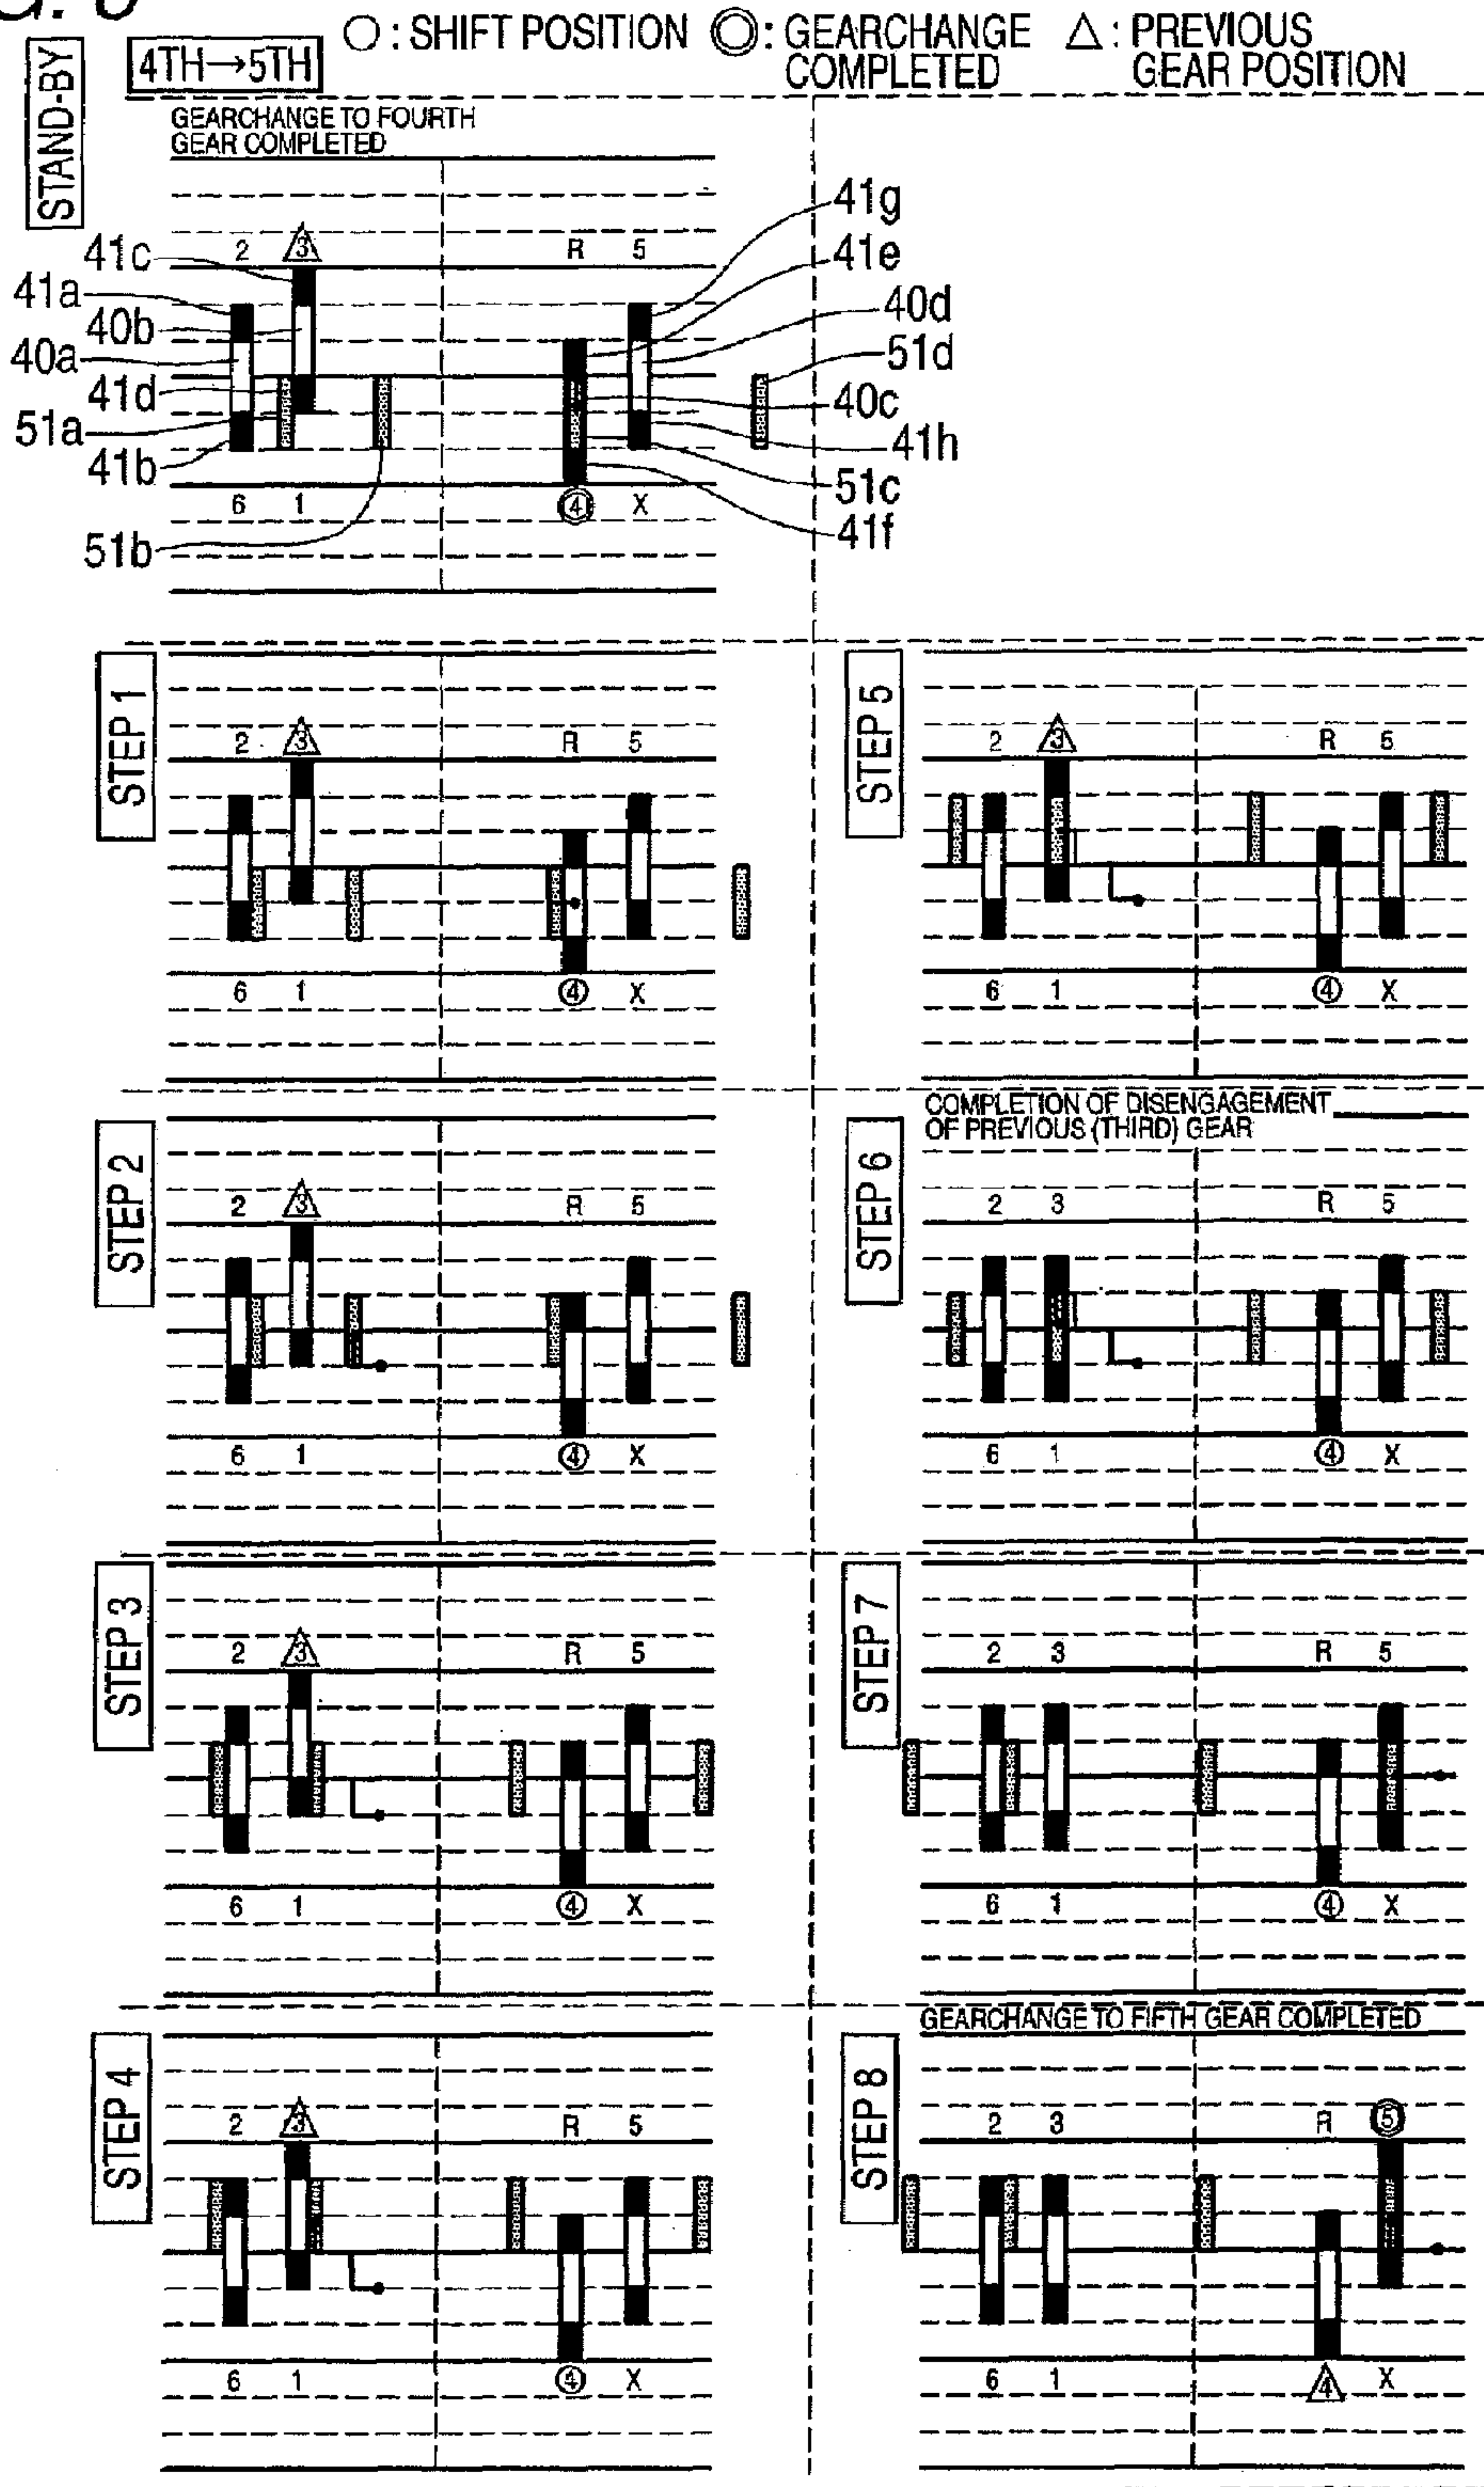 ○ : SHIFT POSITION ◎ : GEARCHANGE COMPLETED △ : PREVIOUS GEAR POSITION
STAND-BY
4TH→5TH
GEARCHANGE TO FOURTH
GEAR COMPLETED
2 3 R 5
41c
41a
40b
40a
41d
51a
41b
51b
41g
41e
40d
51d
40c
41h
51c
41f
6 1 4 X
STEP 1
2 3 R 5
6 1 4 X
STEP 5
2 3 R 5
6 1 4 X
STEP 2
2 3 R 5
6 1 4 X
COMPLETION OF DISENGAGEMENT
OF PREVIOUS (THIRD) GEAR
STEP 6
2 3 R 5
6 1 4 X
STEP 3
2 3 R 5
6 1 4 X
STEP 7
2 3 R 5
6 1 4 X
STEP 4
2 3 R 5
6 1 4 X
GEARCHANGE TO FIFTH GEAR COMPLETED
STEP 8
2 3 R 5
6 1 4 X